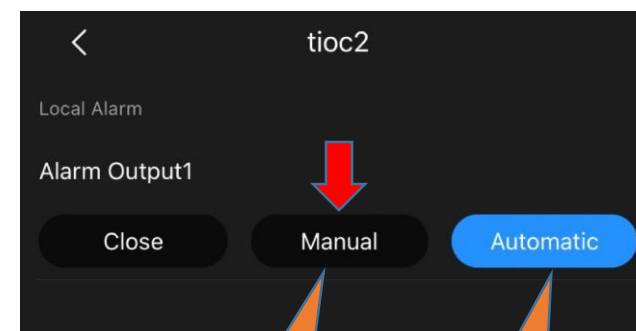 tioc2
Local Alarm
Alarm Output1
Close Manual Automatic